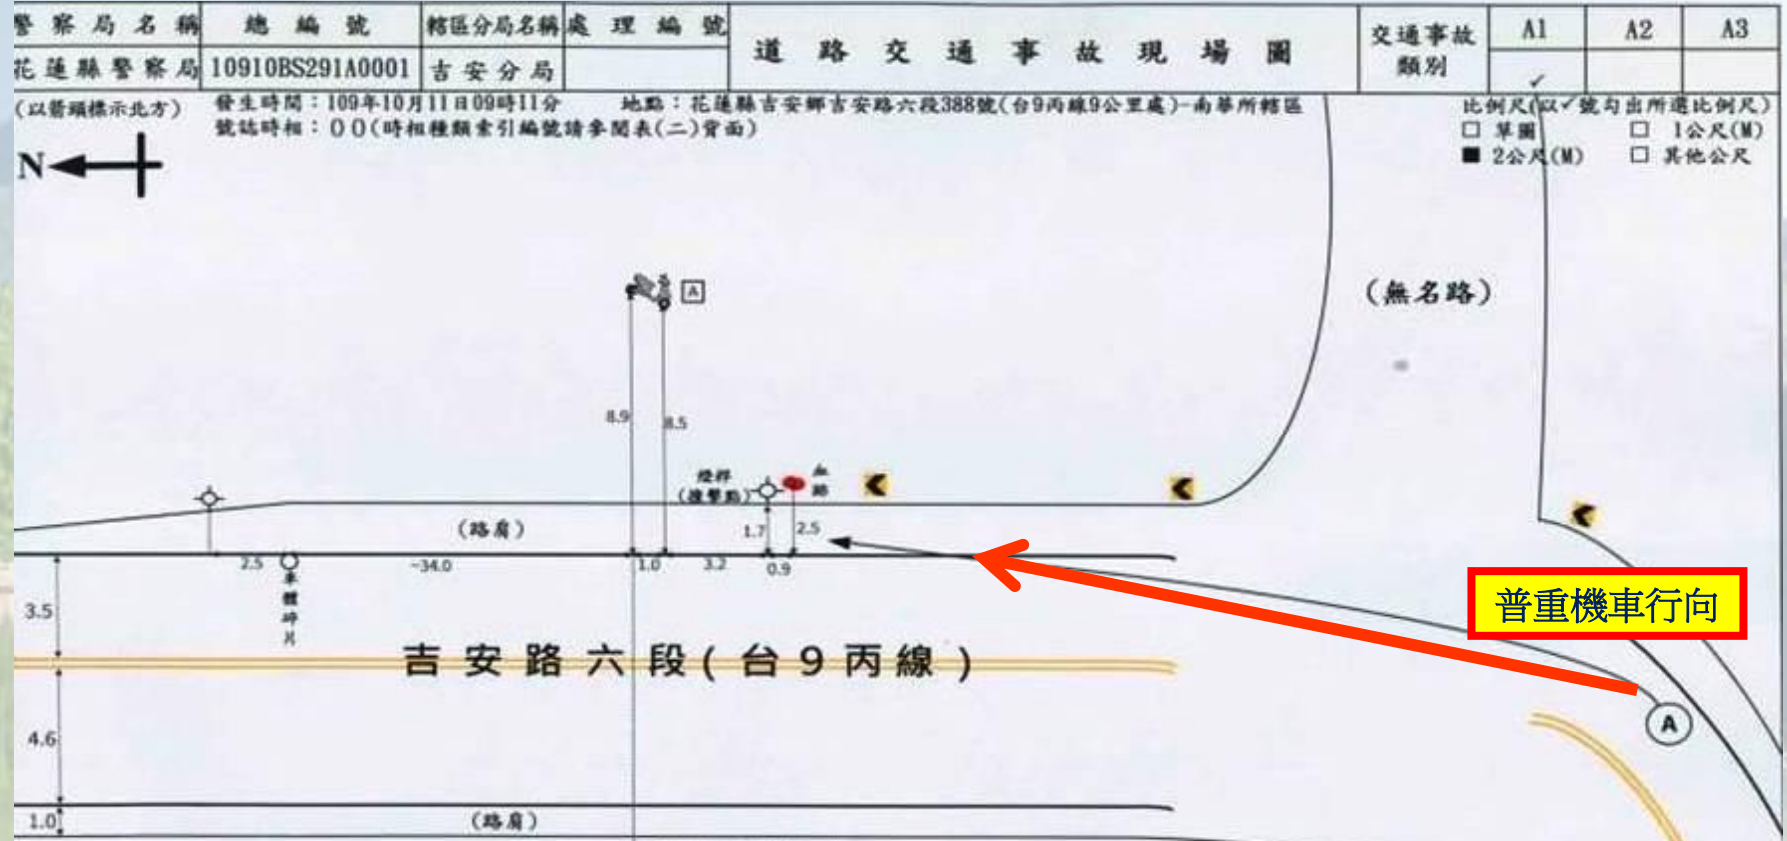 警察局名稱 總編號 轄區分局名稱 處理編號
道路交通事故現場圖
交通事故類別 A1 A2 A3
花蓮縣警察局 10910BS291A0001 吉安分局
✓
(以箭頭標示北方) 發生時間：109年10月11日09時11分 地點：花蓮縣吉安鄉吉安路六段388號(台9丙線9公里處)-南華所轄區
號誌時相：00(時相種類索引編號請參閱表(二)背面)
比例尺(以✓號勾出所選比例尺)
□ 草圖 □ 1公尺(M)
■ 2公尺(M) □ 其他公尺
N
A
(無名路)
8.9
8.5
燈桿
(撞擊點)
血跡
(路肩)
1.7
2.5
2.5
~34.0
1.0
3.2
0.9
車體碎片
3.5
普重機車行向
吉安路六段(台9丙線)
A
4.6
1.0
(路肩)